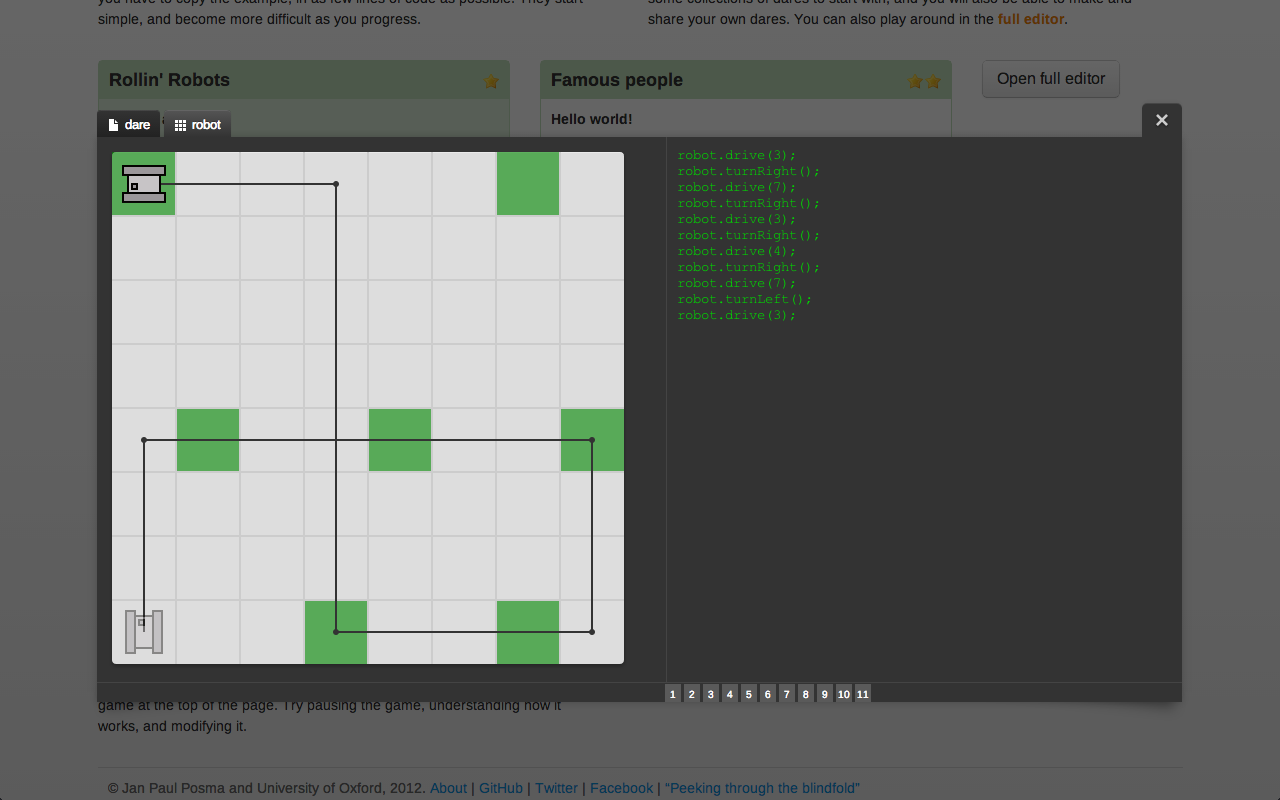 you have to copy the example, in as few lines of code as possible. They start
simple, and become more difficult as you progress.
some collections of dares to start with, and you will also be able to make and
share your own dares. You can also play around in the full editor.
Rollin' Robots
Famous people
Open full editor
Hello world!
dare
robot
robot.drive(3);
robot.turnRight();
robot.drive(7);
robot.turnRight();
robot.drive(3);
robot.turnRight();
robot.drive(4);
robot.turnRight();
robot.drive(7);
robot.turnLeft();
robot.drive(3);
1 2 3 4 5 6 7 8 9 10 11
game at the top of the page. Try pausing the game, understanding how it
works, and modifying it.
© Jan Paul Posma and University of Oxford, 2012. About | GitHub | Twitter | Facebook | "Peeking through the blindfold"